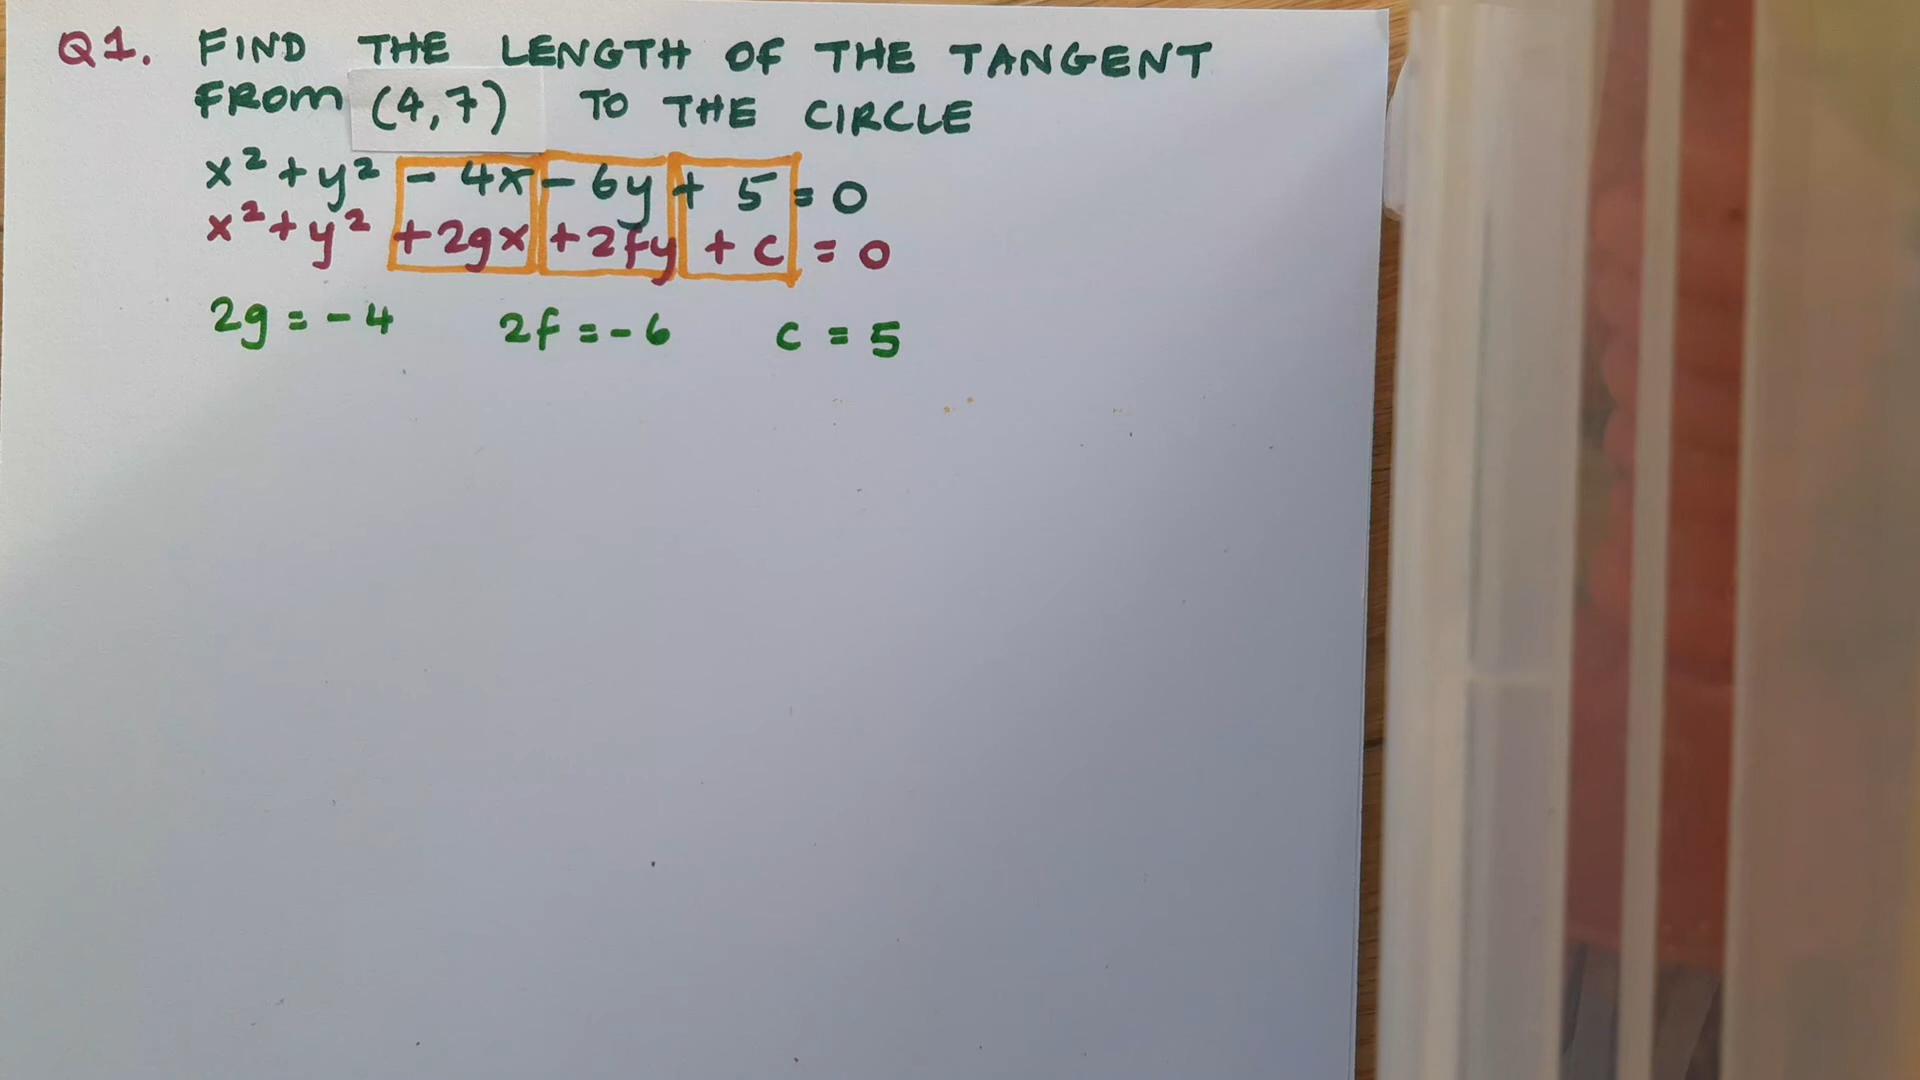 Q1. FIND THE LENGTH OF THE TANGENT
FROM (4,7) TO THE CIRCLE
x² + y² - 4x - 6y + 5 = 0
x² + y² + 2gx + 2fy + c = 0
2g = -4 2f = -6 c = 5